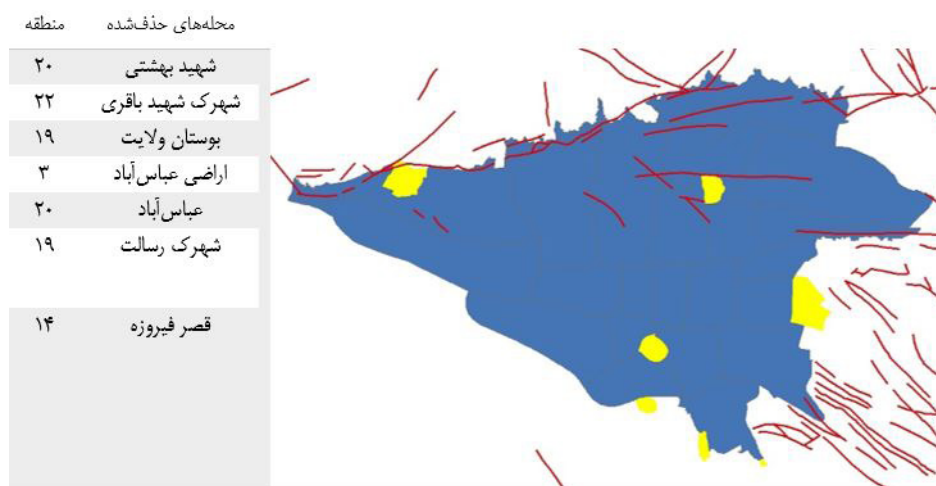 محله‌های حذف‌شده منطقه
شهید بهشتی ۲۰
شهرک شهید باقری ۲۲
بوستان ولایت ۱۹
اراضی عباس‌آباد ۳
عباس‌آباد ۲۰
شهرک رسالت ۱۹
قصر فیروزه ۱۴